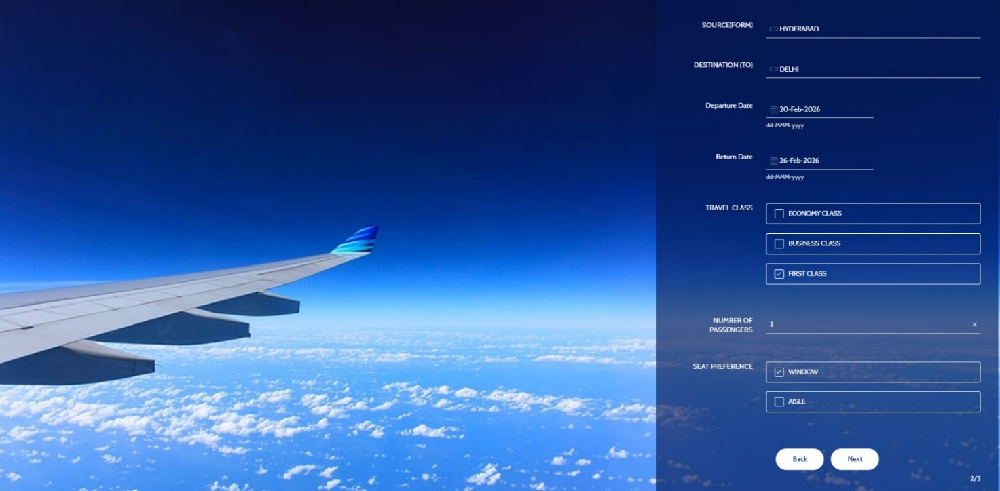 SOURCE(FORM)
HYDERABAD
DESTINATION (TO)
DELHI
Departure Date
20-Feb-2026
dd-MMM-yyyy
Return Date
26-Feb-2026
dd-MMM-yyyy
TRAVEL CLASS
ECONOMY CLASS
BUSINESS CLASS
FIRST CLASS
NUMBER OF
PASSENGERS
2
SEAT PREFERENCE
WINDOW
AISLE
Back
Next
2/3